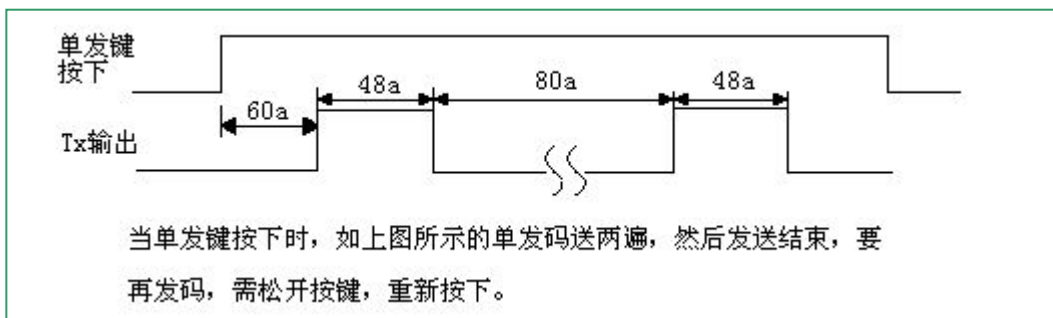 单发键
按下
48a
80a
48a
60a
Tx输出
当单发键按下时，如上图所示的单发码送两遍，然后发送结束，要
再发码，需松开按键，重新按下。